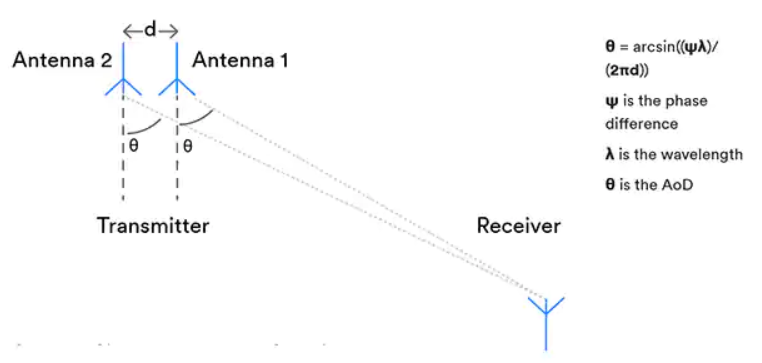 d
Antenna 2
Antenna 1
θ
θ
Transmitter
Receiver
θ = arcsin((ψλ)/
(2πd))
ψ is the phase
difference
λ is the wavelength
θ is the AoD